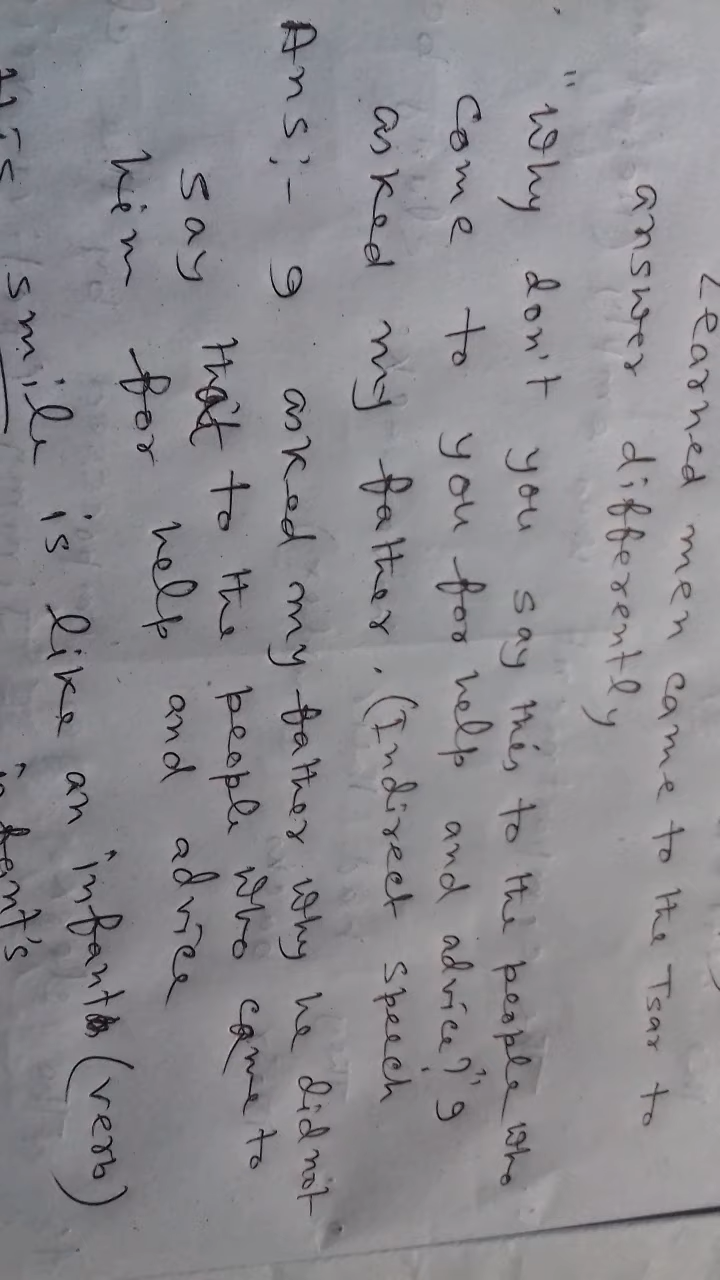 Learned men came to the Tsar to
answer differently
"Why don't you say this to the people who
come to you for help and advice?" I
asked my father. (Indirect speech
Ans:- I asked my father why he did not
say that to the people who came to
him for help and advice
this smile is like an infants (verb)
infant's